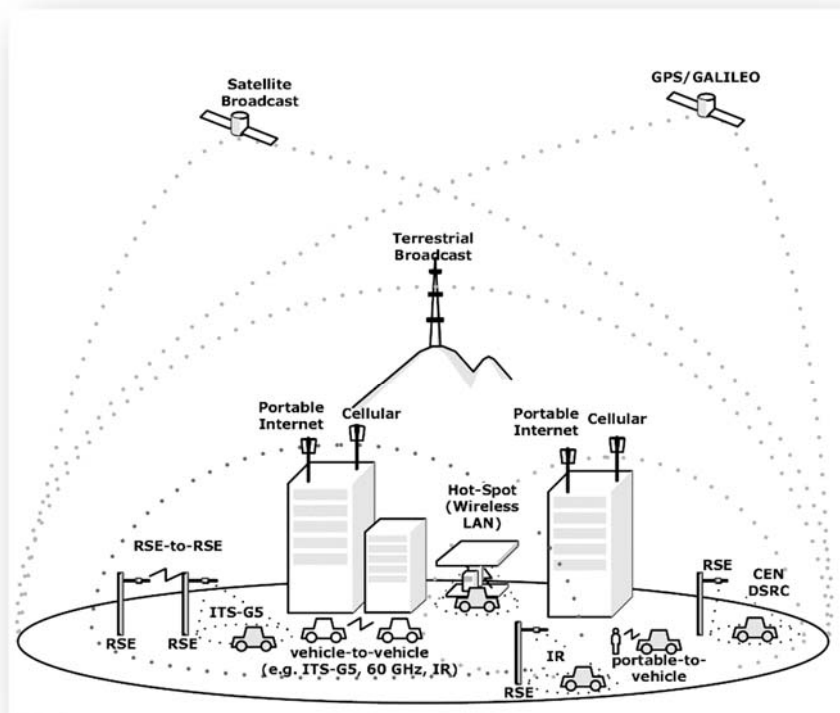 Satellite
Broadcast
GPS/GALILEO
Terrestrial
Broadcast
Portable
Internet
Cellular
Portable
Internet
Cellular
Hot-Spot
(Wireless
LAN)
RSE-to-RSE
RSE
CEN
DSRC
ITS-G5
RSE
RSE
vehicle-to-vehicle
(e.g. ITS-G5, 60 GHz, IR)
IR
RSE
portable-to-
vehicle